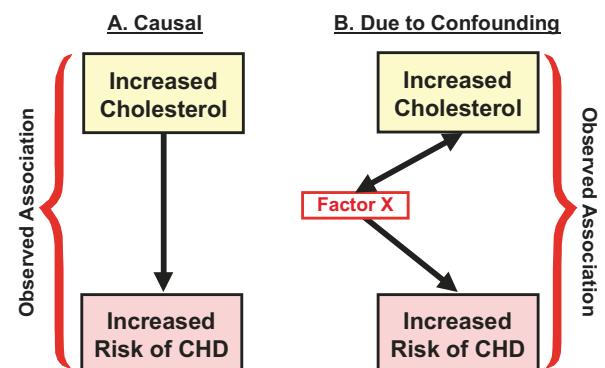 A. Causal
Observed Association
Increased
Cholesterol
Increased
Risk of CHD
B. Due to Confounding
Increased
Cholesterol
Factor X
Increased
Risk of CHD
Observed Association